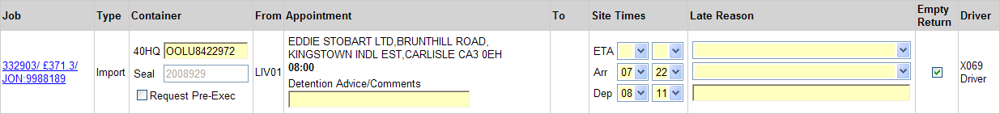 Job Type Container From Appointment To Site Times Late Reason Empty Return Driver
332903/ £371.3/
JON:9988189
Import
40HQ OOLU8422972
Seal 2008929
Request Pre-Exec
LIV01
EDDIE STOBART LTD,BRUNTHILL ROAD,
KINGSTOWN INDL EST,CARLISLE CA3 0EH
08:00
Detention Advice/Comments
ETA
Arr 07 22
Dep 08 11
X069
Driver